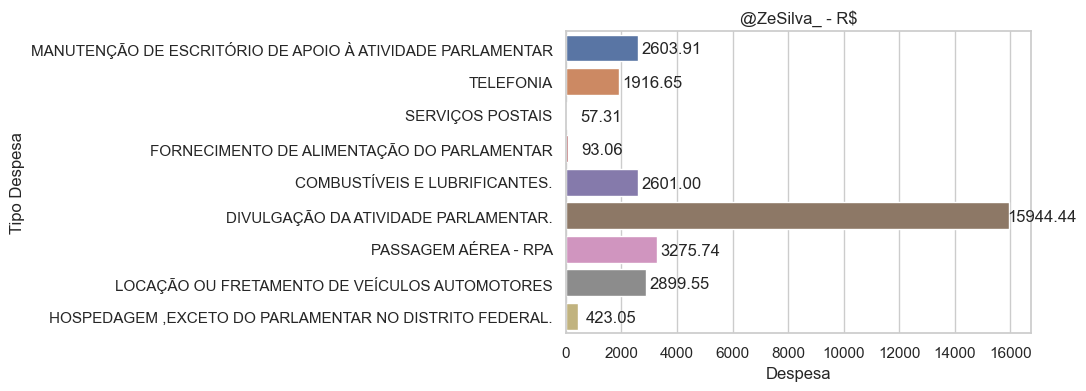 @ZeSilva_ - R$
Tipo Despesa
MANUTENÇÃO DE ESCRITÓRIO DE APOIO À ATIVIDADE PARLAMENTAR 2603.91
TELEFONIA 1916.65
SERVIÇOS POSTAIS 57.31
FORNECIMENTO DE ALIMENTAÇÃO DO PARLAMENTAR 93.06
COMBUSTÍVEIS E LUBRIFICANTES. 2601.00
DIVULGAÇÃO DA ATIVIDADE PARLAMENTAR. 15944.44
PASSAGEM AÉREA - RPA 3275.74
LOCAÇÃO OU FRETAMENTO DE VEÍCULOS AUTOMOTORES 2899.55
HOSPEDAGEM ,EXCETO DO PARLAMENTAR NO DISTRITO FEDERAL. 423.05
0 2000 4000 6000 8000 10000 12000 14000 16000
Despesa